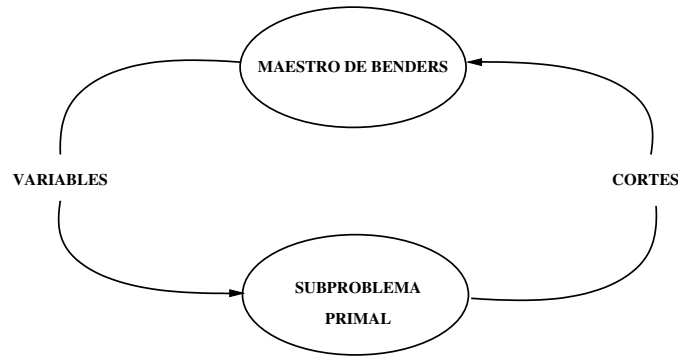 MAESTRO DE BENDERS
VARIABLES
CORTES
SUBPROBLEMA
PRIMAL